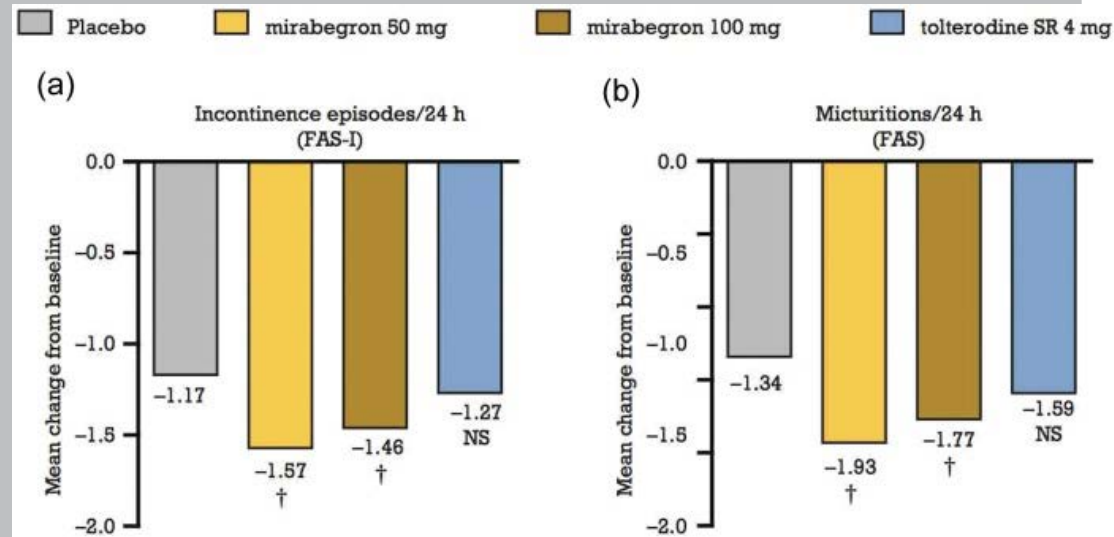 Placebo
mirabegron 50 mg
mirabegron 100 mg
tolterodine SR 4 mg
(a)
Incontinence episodes/24 h
(FAS-I)
Mean change from baseline
0.0
−0.5
−1.0
−1.5
−2.0
−1.17
−1.57
†
−1.46
†
−1.27
NS
(b)
Micturitions/24 h
(FAS)
Mean change from baseline
0.0
−0.5
−1.0
−1.5
−2.0
−1.34
−1.93
†
−1.77
†
−1.59
NS